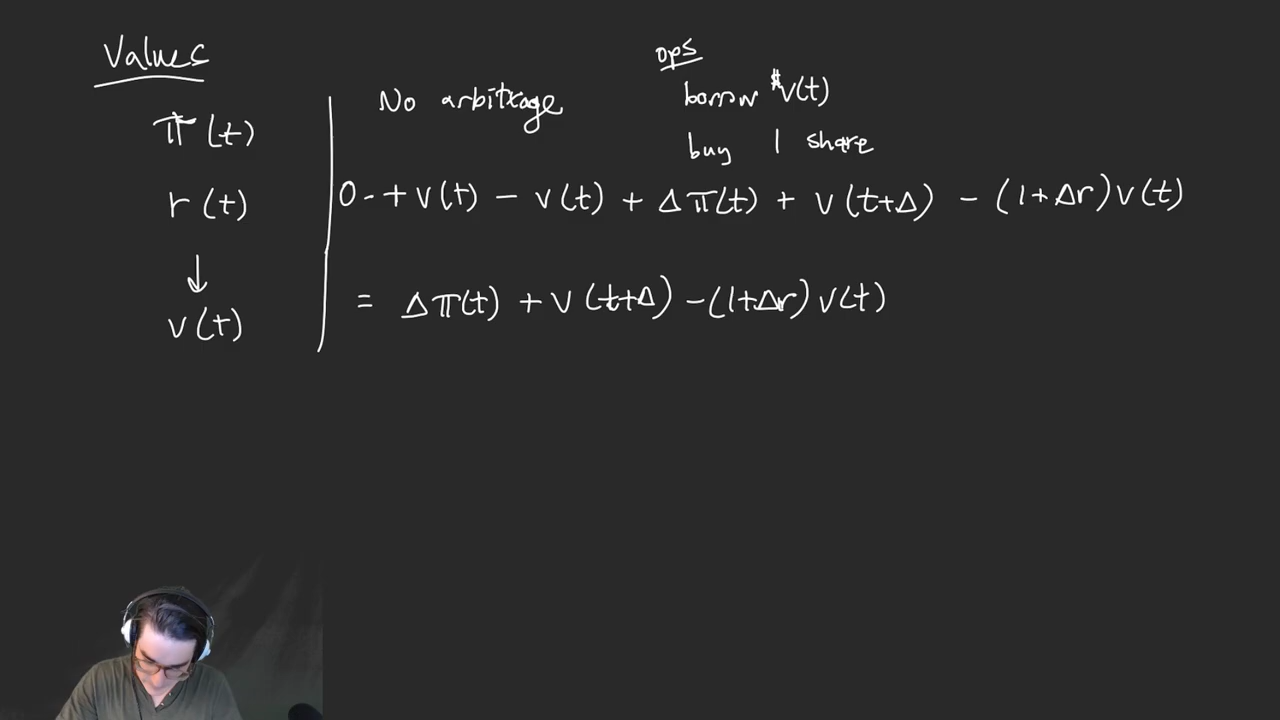 Values
π(t)
r(t)
↓
v(t)
No arbitrage
ops
borrow $v(t)
buy 1 share
0 + v(t) - v(t) + Δπ(t) + v(t+Δ) - (1+Δr)v(t)
= Δπ(t) + v(t+Δ) - (1+Δr)v(t)